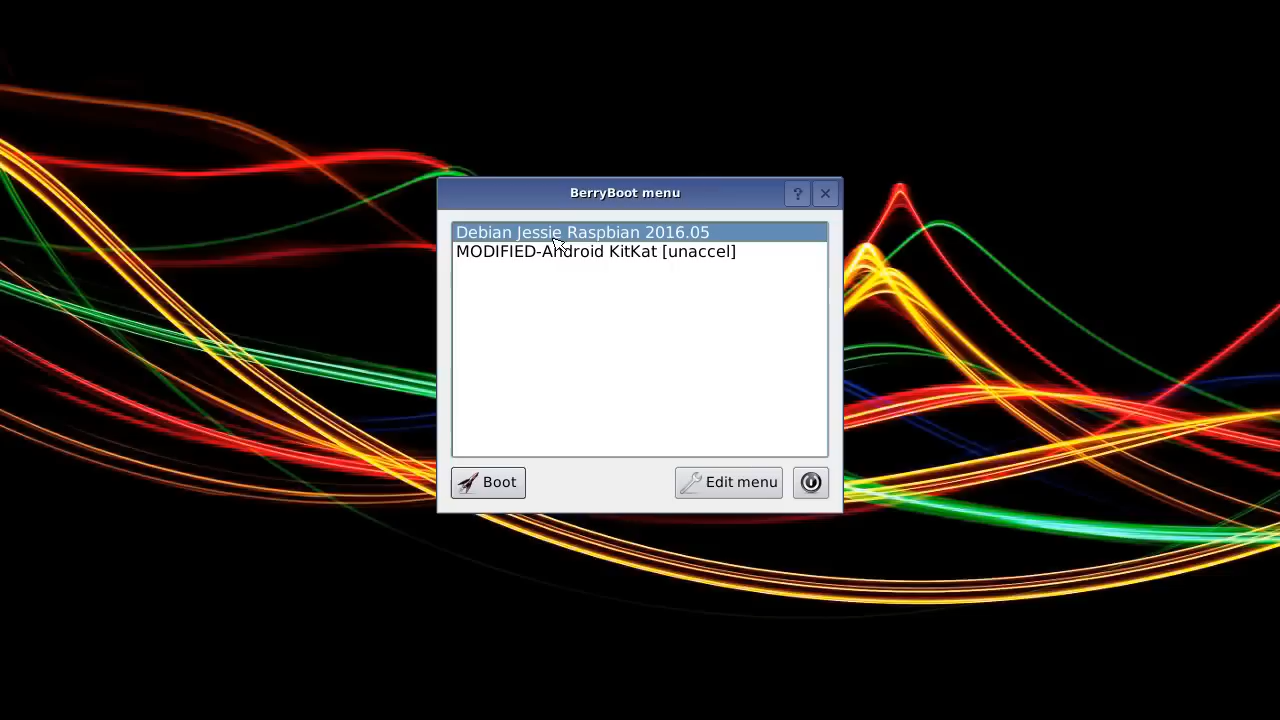 BerryBoot menu
Debian Jessie Raspbian 2016.05
MODIFIED-Android KitKat [unaccel]
Boot
Edit menu